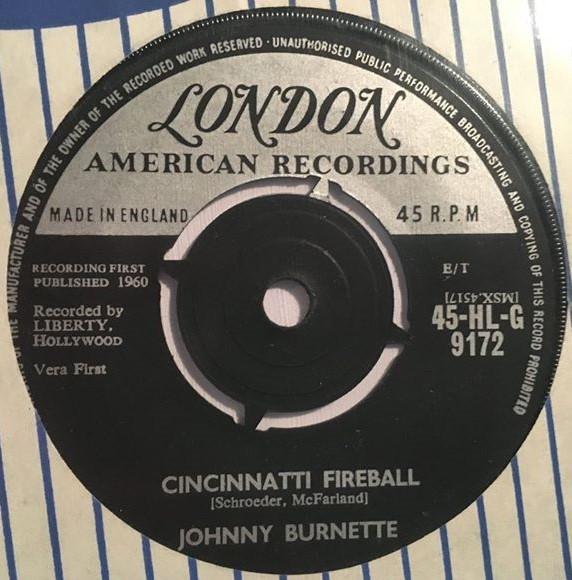 OF THE MANUFACTURER AND OF THE OWNER OF THE RECORDED WORK RESERVED · UNAUTHORISED PUBLIC PERFORMANCE BROADCASTING AND COPYING OF THIS RECORD PROHIBITED
LONDON
AMERICAN RECORDINGS
MADE IN ENGLAND
45 R.P.M
RECORDING FIRST
PUBLISHED 1960
Recorded by
LIBERTY,
HOLLYWOOD
Vera First
E/T
[MSX.4517]
45-HL-G
9172
CINCINNATTI FIREBALL
[Schroeder, McFarland]
JOHNNY BURNETTE